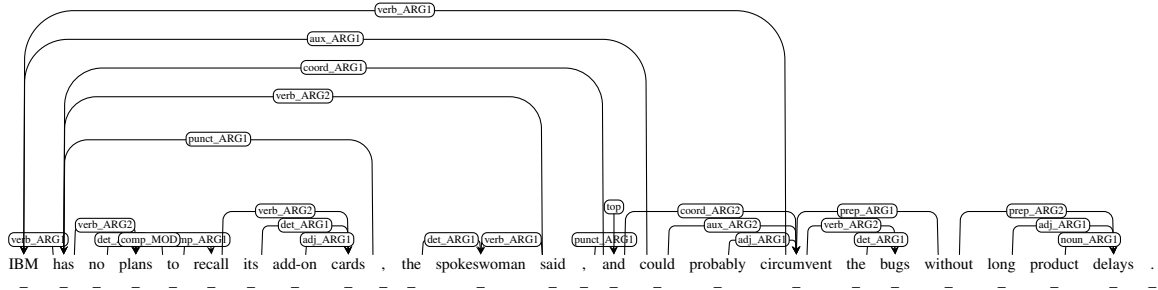 verb_ARG1
aux_ARG1
coord_ARG1
verb_ARG2
punct_ARG1
top
verb_ARG2 coord_ARG2 prep_ARG1 prep_ARG2
verb_ARG2 det_ARG1 aux_ARG2 verb_ARG2 adj_ARG1
verb_ARG1 comp_MOD adj_ARG1 det_ARG1 verb_ARG1 punct_ARG1 adj_ARG1 det_ARG1 noun_ARG1
IBM has no plans to recall its add-on cards , the spokeswoman said , and could probably circumvent the bugs without long product delays .
_ _ _ _ _ _ _ _ _ _ _ _ _ _ _ _ _ _ _ _ _ _ _ _ _ _